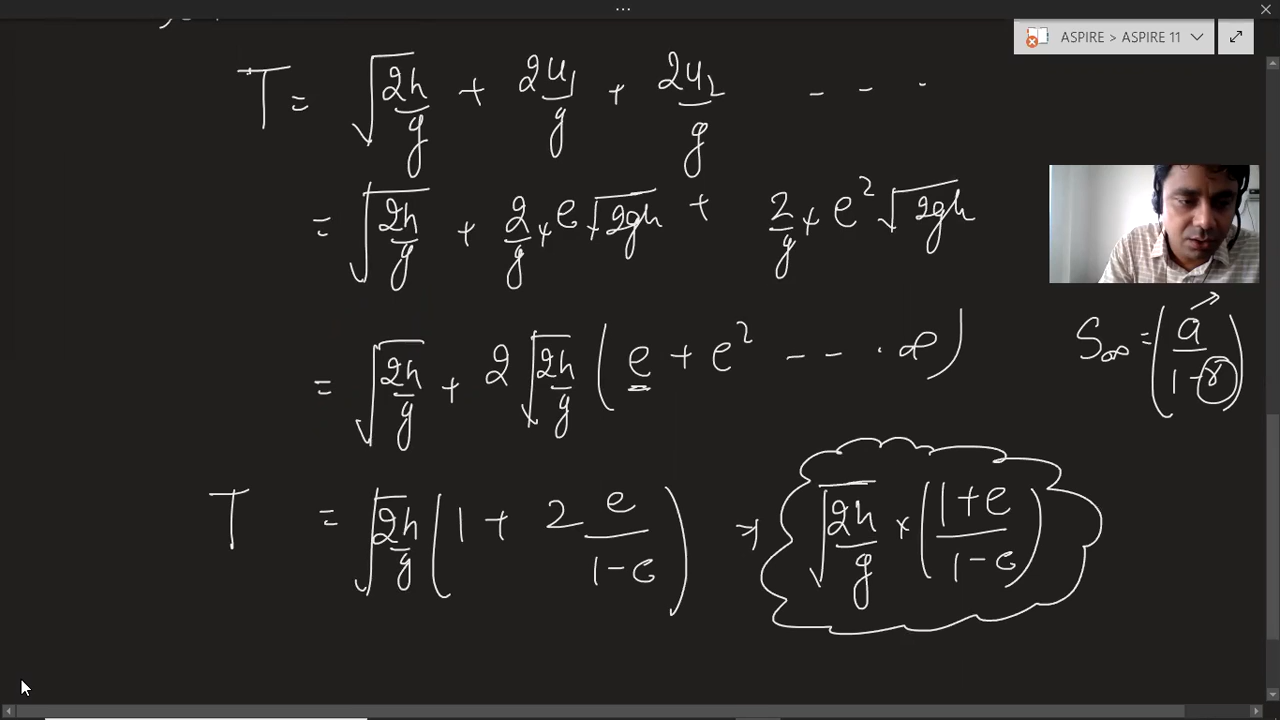 ASPIRE > ASPIRE 11
T = √(2h/g) + 2u₁/g + 2u₂/g - - - -
= √(2h/g) + 2/g × e √2gh + 2/g × e² √2gh
= √(2h/g) + 2 √(2h/g) ( e + e² - - - . ∞ )
S∞ = ( a / 1-r )
T = √(2h/g) ( 1 + 2 e/1-e ) ⇒ √(2h/g) × ( 1+e / 1-e )